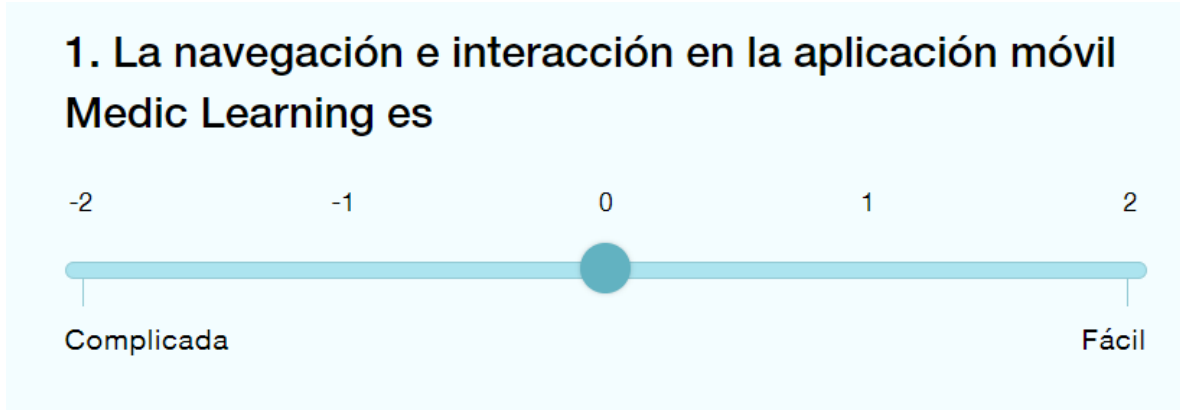 1. La navegación e interacción en la aplicación móvil
Medic Learning es
-2 -1 0 1 2
Complicada Fácil